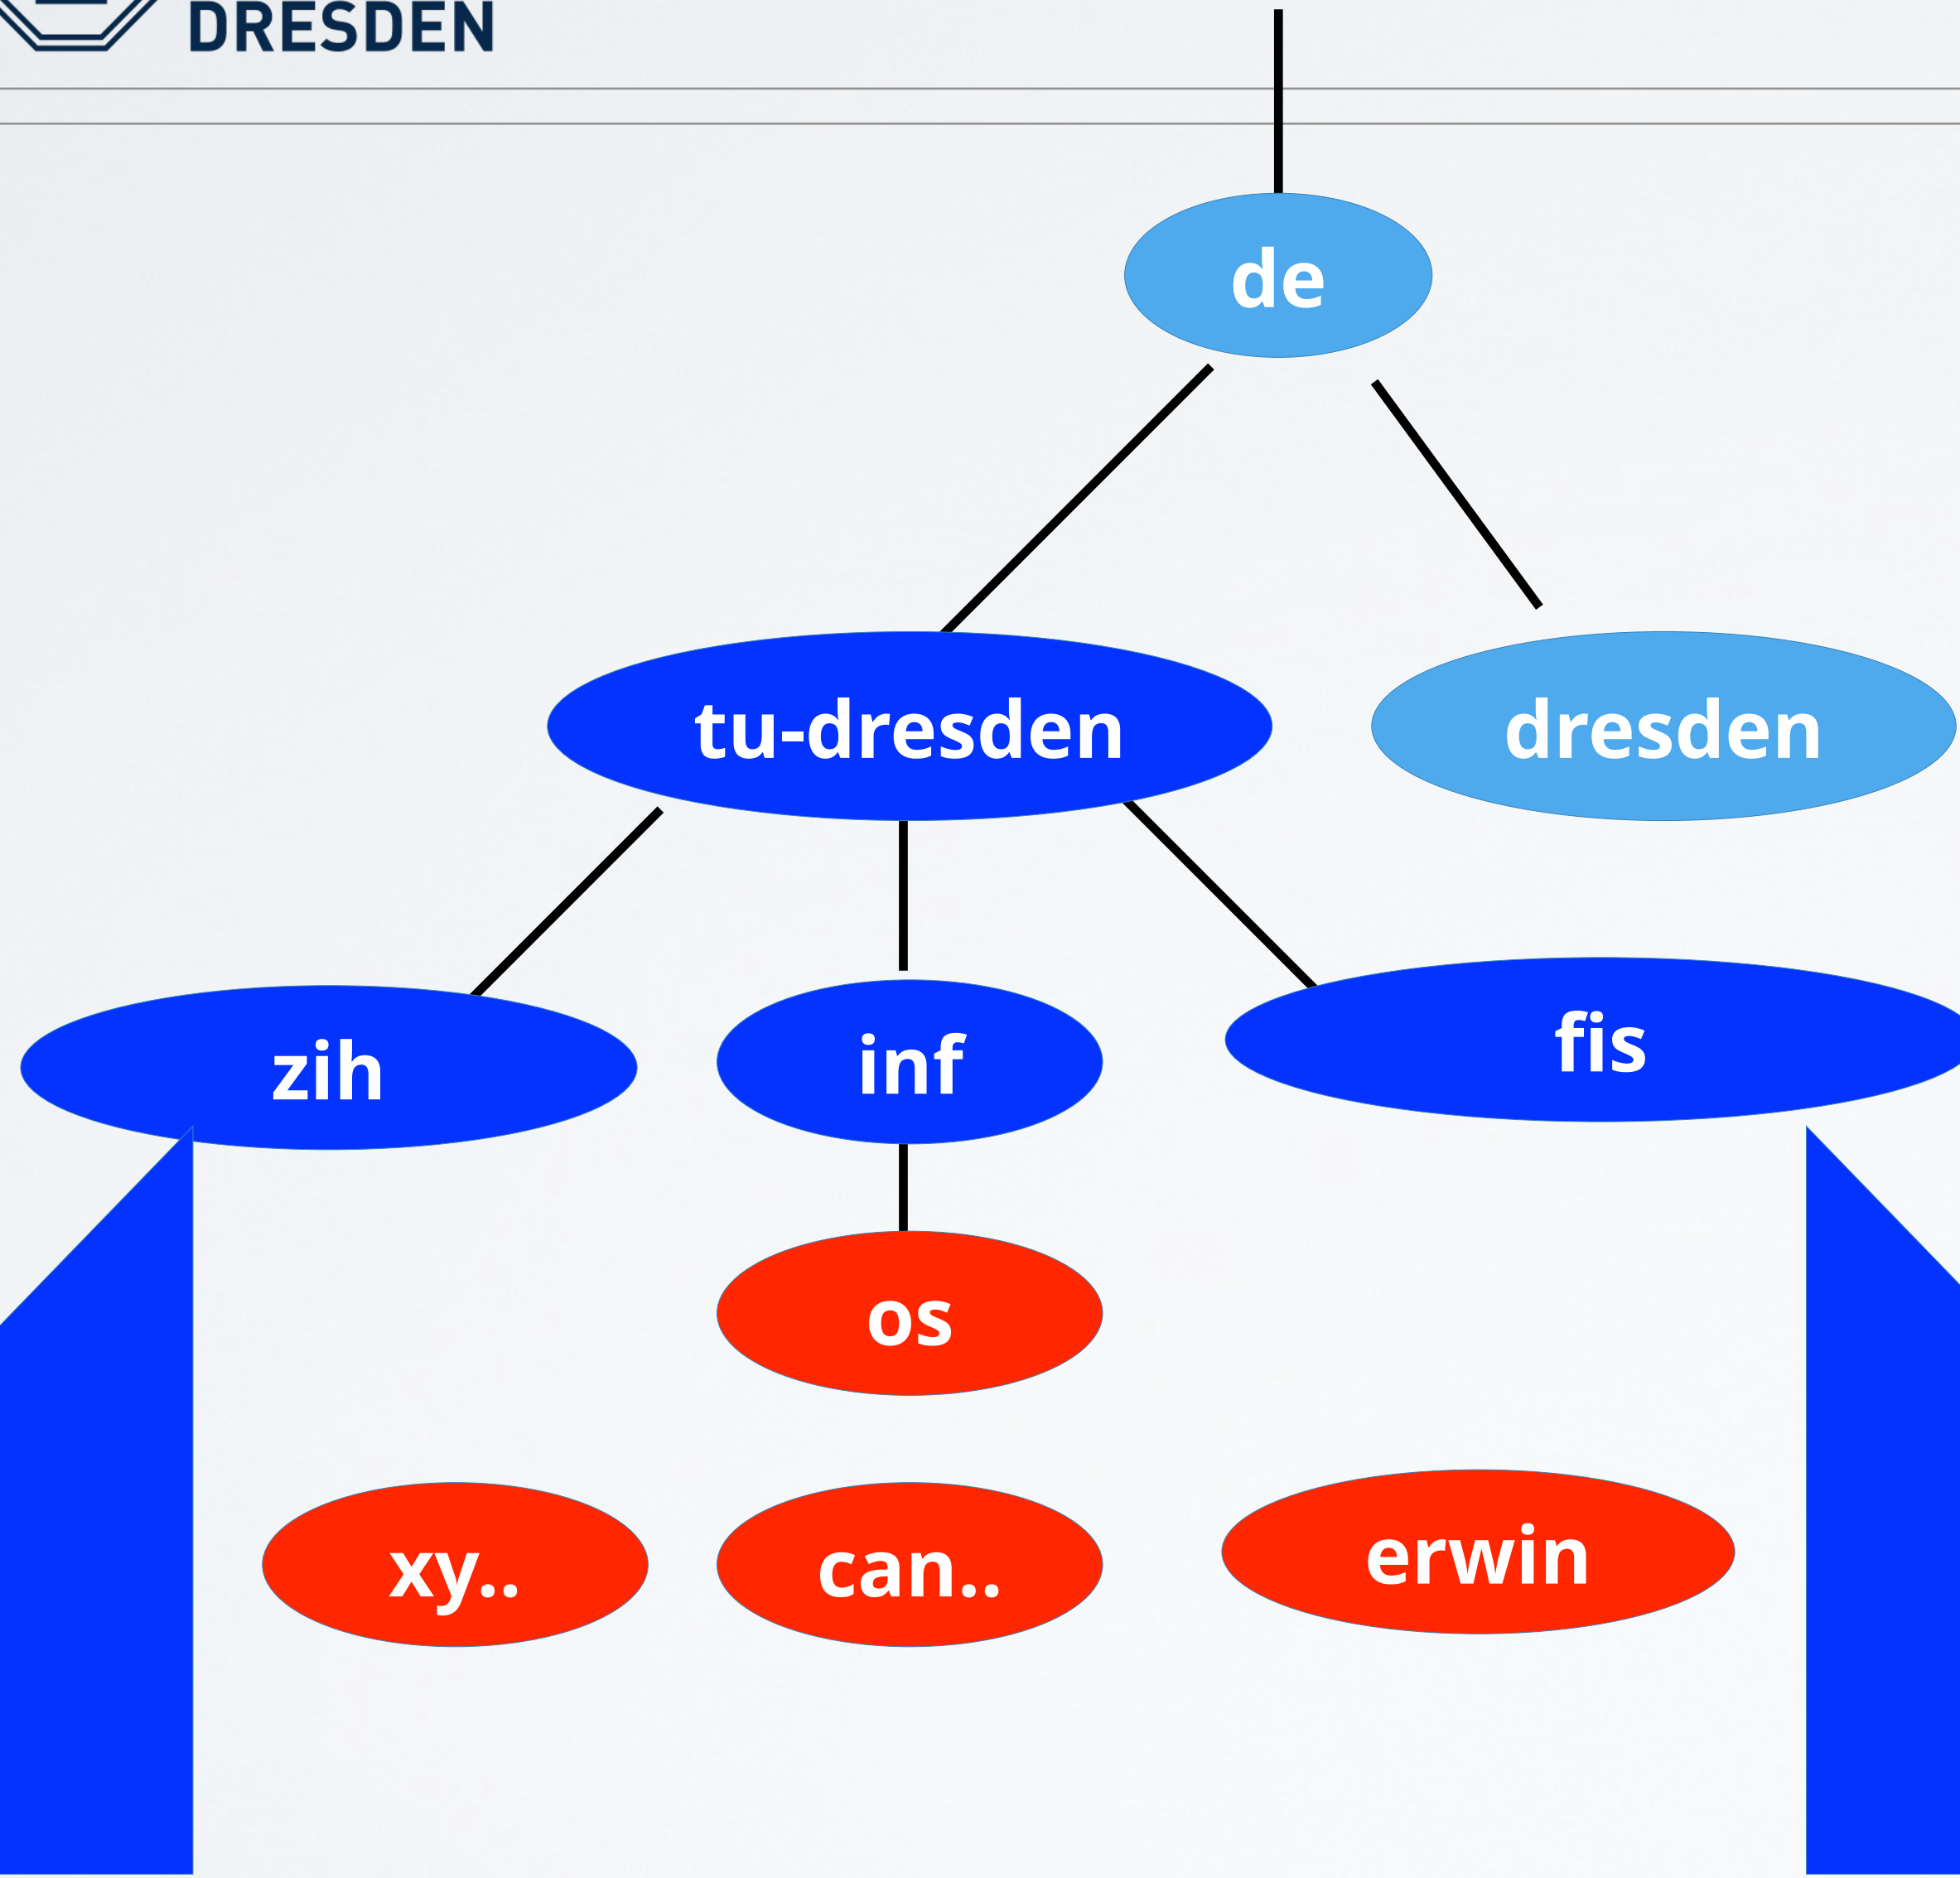 DRESDEN
de
tu-dresden
dresden
zih
inf
fis
os
xy..
can..
erwin